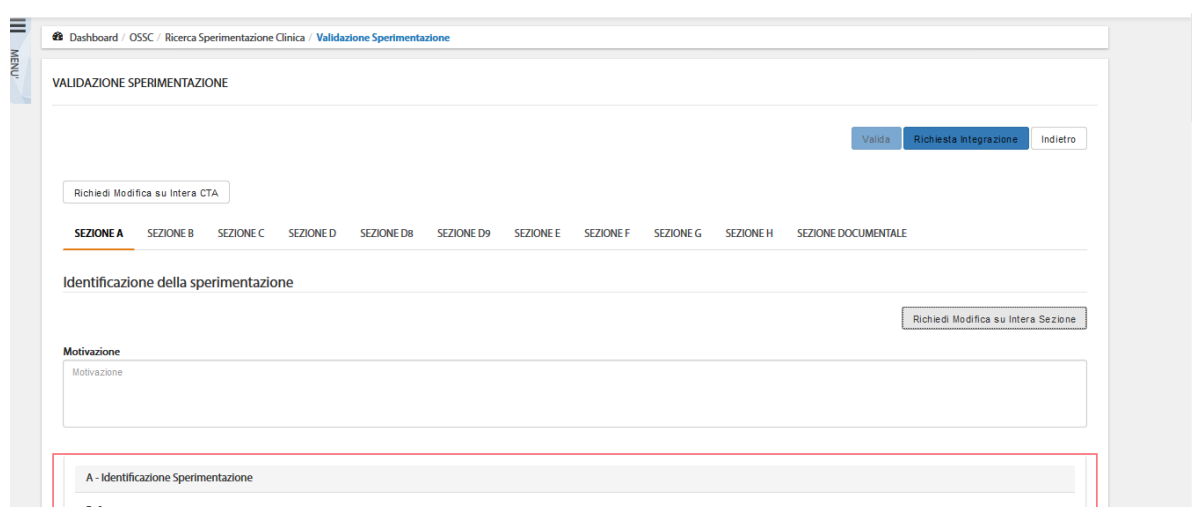 MENU'
Dashboard / OSSC / Ricerca Sperimentazione Clinica / Validazione Sperimentazione
VALIDAZIONE SPERIMENTAZIONE
Valida Richiesta Integrazione Indietro
Richiedi Modifica su Intera CTA
SEZIONE A SEZIONE B SEZIONE C SEZIONE D SEZIONE D8 SEZIONE D9 SEZIONE E SEZIONE F SEZIONE G SEZIONE H SEZIONE DOCUMENTALE
Identificazione della sperimentazione
Richiedi Modifica su Intera Sezione
Motivazione
Motivazione
A - Identificazione Sperimentazione